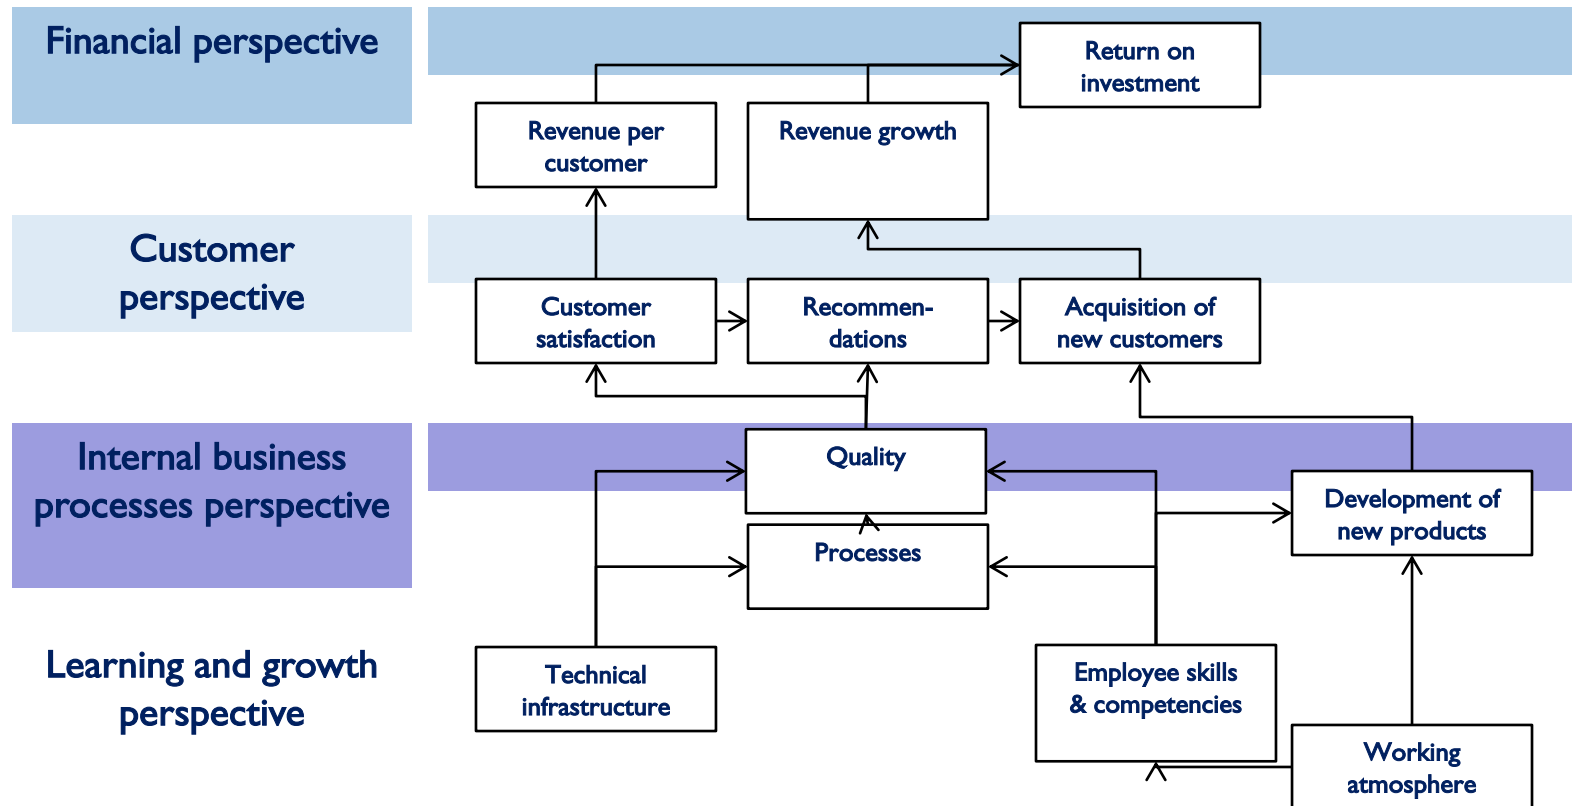 Financial perspective
Return on
investment
Revenue per
customer
Revenue growth
Customer
perspective
Customer
satisfaction
Recommen-
dations
Acquisition of
new customers
Internal business
processes perspective
Quality
Development of
new products
Processes
Learning and growth
perspective
Technical
infrastructure
Employee skills
& competencies
Working
atmosphere